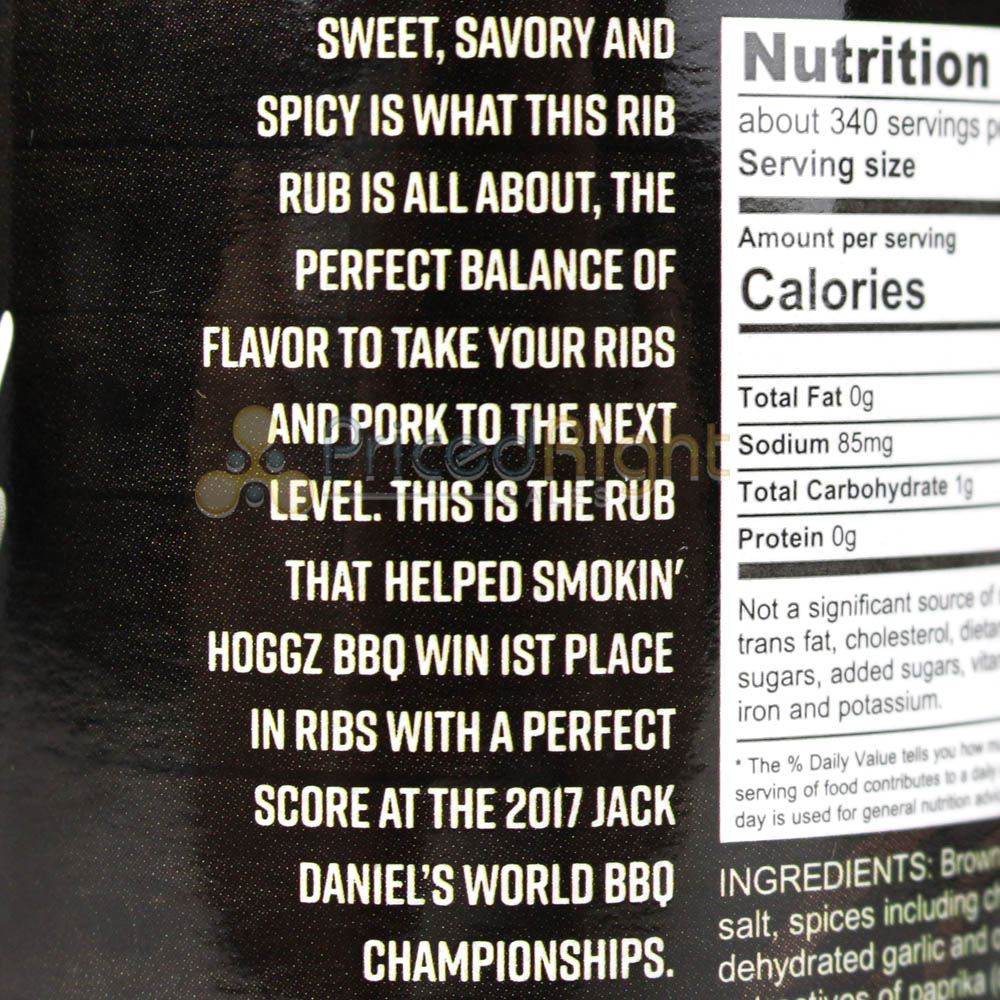 SWEET, SAVORY AND
SPICY IS WHAT THIS RIB
RUB IS ALL ABOUT, THE
PERFECT BALANCE OF
FLAVOR TO TAKE YOUR RIBS
AND PORK TO THE NEXT
LEVEL. THIS IS THE RUB
THAT HELPED SMOKIN'
HOGGZ BBQ WIN 1ST PLACE
IN RIBS WITH A PERFECT
SCORE AT THE 2017 JACK
DANIEL'S WORLD BBQ
CHAMPIONSHIPS.
PricedRight
Nutrition
about 340 servings
Serving size
Amount per serving
Calories
Total Fat 0g
Sodium 85mg
Total Carbohydrate 1g
Protein 0g
Not a significant source of
trans fat, cholesterol,
sugars, added sugars,
iron and potassium.
* The % Daily Value tells you how
serving of food contributes to a
day is used for general nutrition
INGREDIENTS:
salt, spices including
dehydrated garlic and
of paprika